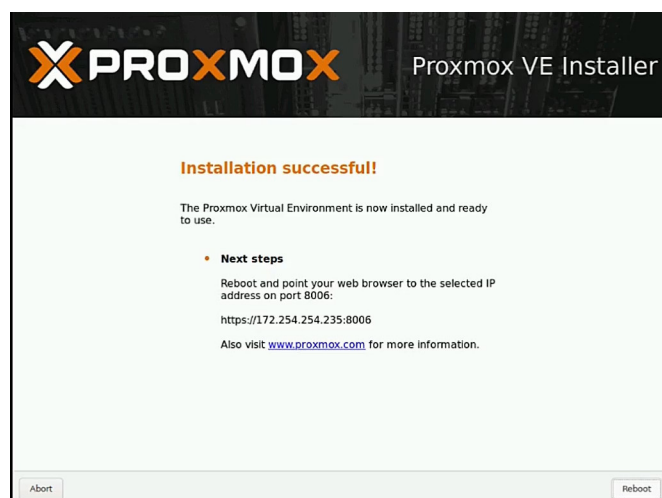 PROXMOX
Proxmox VE Installer
Installation successful!
The Proxmox Virtual Environment is now installed and ready
to use.
Next steps
Reboot and point your web browser to the selected IP
address on port 8006:
https://172.254.254.235:8006
Also visit www.proxmox.com for more information.
Abort
Reboot